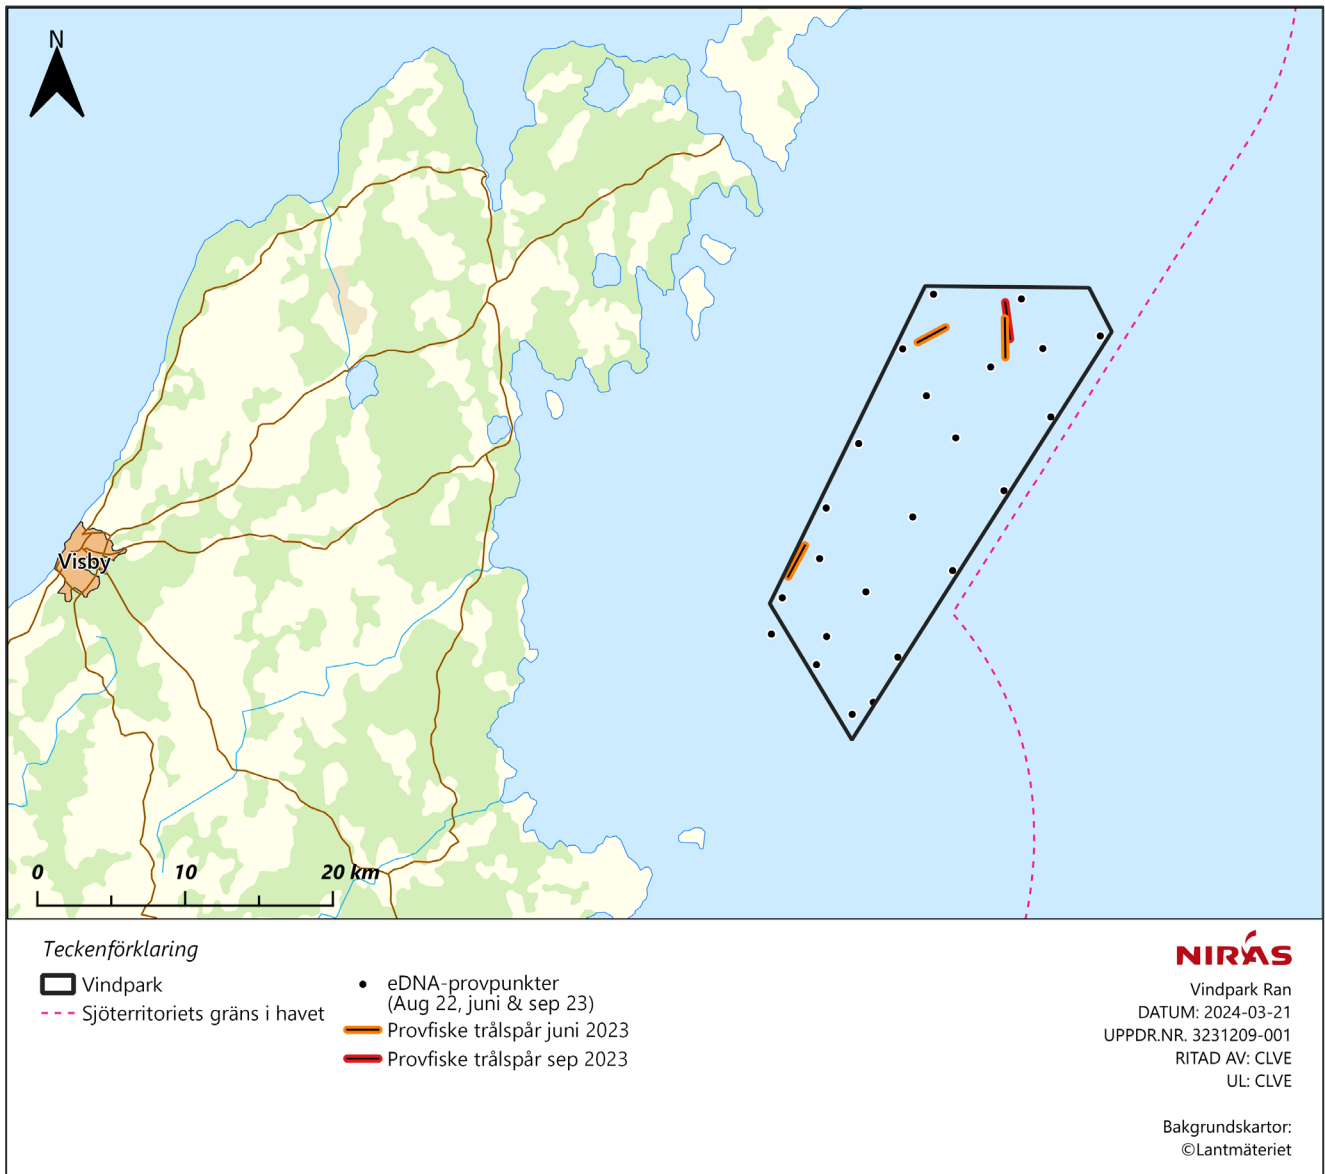 N
Visby
0 10 20 km
Teckenförklaring
Vindpark
Sjöterritoriets gräns i havet
eDNA-provpunkter
(Aug 22, juni & sep 23)
Provfiske trålspår juni 2023
Provfiske trålspår sep 2023
NIRÁS
Vindpark Ran
DATUM: 2024-03-21
UPPDR.NR. 3231209-001
RITAD AV: CLVE
UL: CLVE
Bakgrundskartor:
©Lantmäteriet